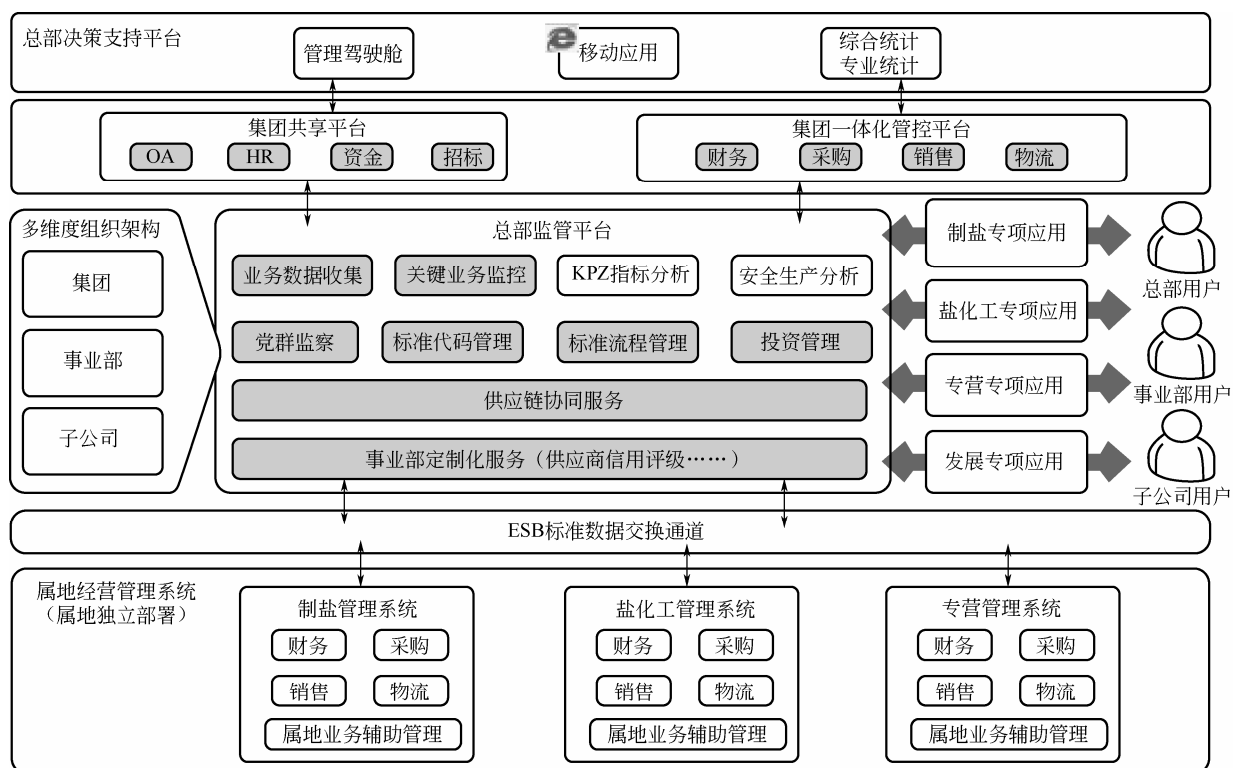 总部决策支持平台
管理驾驶舱
移动应用
综合统计
专业统计
集团共享平台
OA
HR
资金
招标
集团一体化管控平台
财务
采购
销售
物流
多维度组织架构
集团
事业部
子公司
总部监管平台
业务数据收集
关键业务监控
KPZ指标分析
安全生产分析
党群监察
标准代码管理
标准流程管理
投资管理
供应链协同服务
事业部定制化服务（供应商信用评级……）
制盐专项应用
盐化工专项应用
专营专项应用
发展专项应用
总部用户
事业部用户
子公司用户
ESB标准数据交换通道
属地经营管理系统
（属地独立部署）
制盐管理系统
财务
采购
销售
物流
属地业务辅助管理
盐化工管理系统
财务
采购
销售
物流
属地业务辅助管理
专营管理系统
财务
采购
销售
物流
属地业务辅助管理